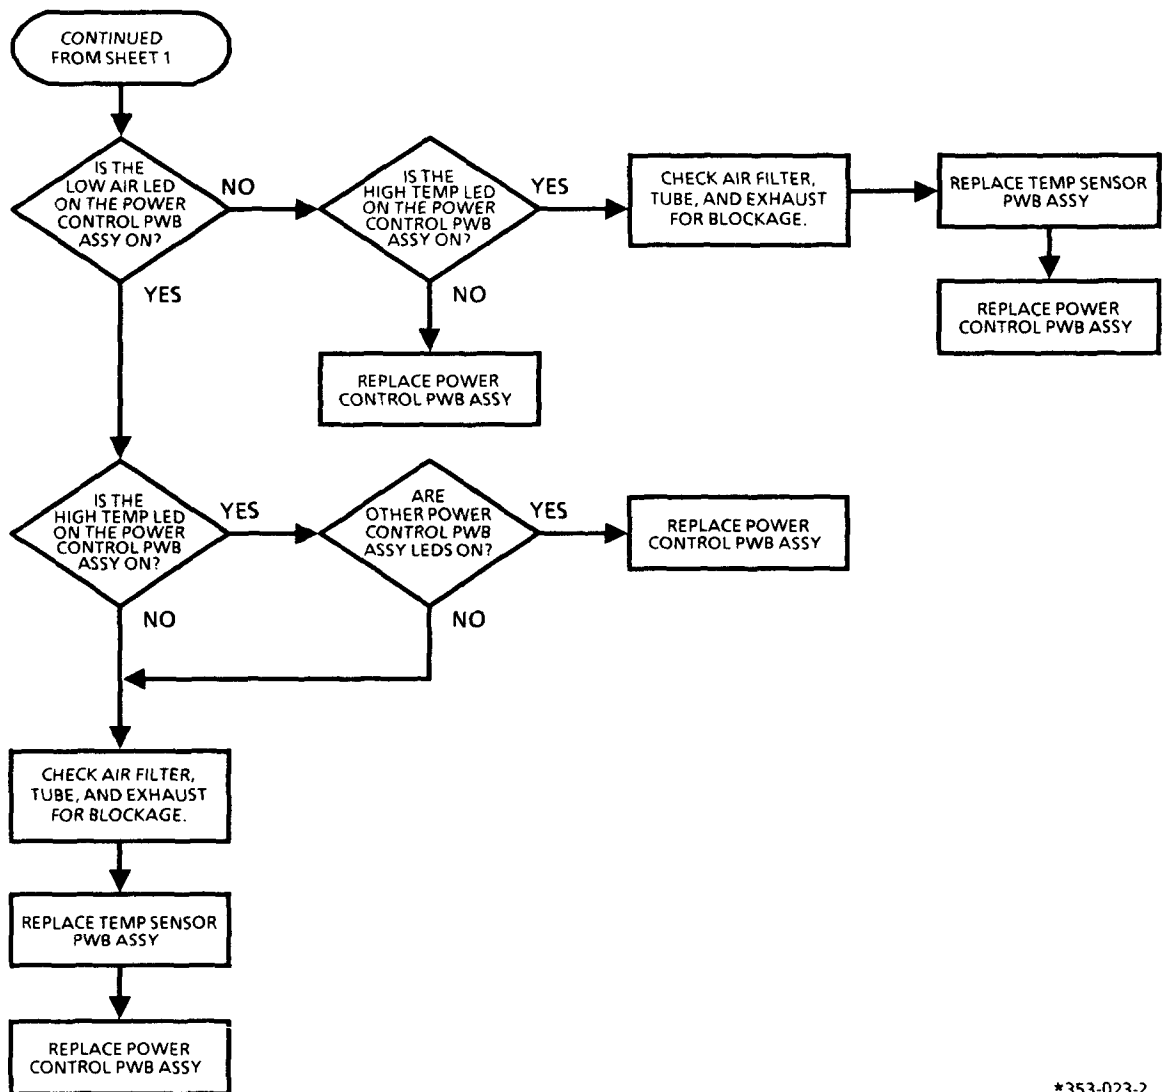 CONTINUED
FROM SHEET 1
IS THE
LOW AIR LED
ON THE POWER
CONTROL PWB
ASSY ON?
NO
YES
IS THE
HIGH TEMP LED
ON THE POWER
CONTROL PWB
ASSY ON?
YES
NO
CHECK AIR FILTER,
TUBE, AND EXHAUST
FOR BLOCKAGE.
REPLACE TEMP SENSOR
PWB ASSY
REPLACE POWER
CONTROL PWB ASSY
REPLACE POWER
CONTROL PWB ASSY
IS THE
HIGH TEMP LED
ON THE POWER
CONTROL PWB
ASSY ON?
YES
NO
ARE
OTHER POWER
CONTROL PWB
ASSY LEDS ON?
YES
NO
REPLACE POWER
CONTROL PWB ASSY
CHECK AIR FILTER,
TUBE, AND EXHAUST
FOR BLOCKAGE.
REPLACE TEMP SENSOR
PWB ASSY
REPLACE POWER
CONTROL PWB ASSY
*353-023-2